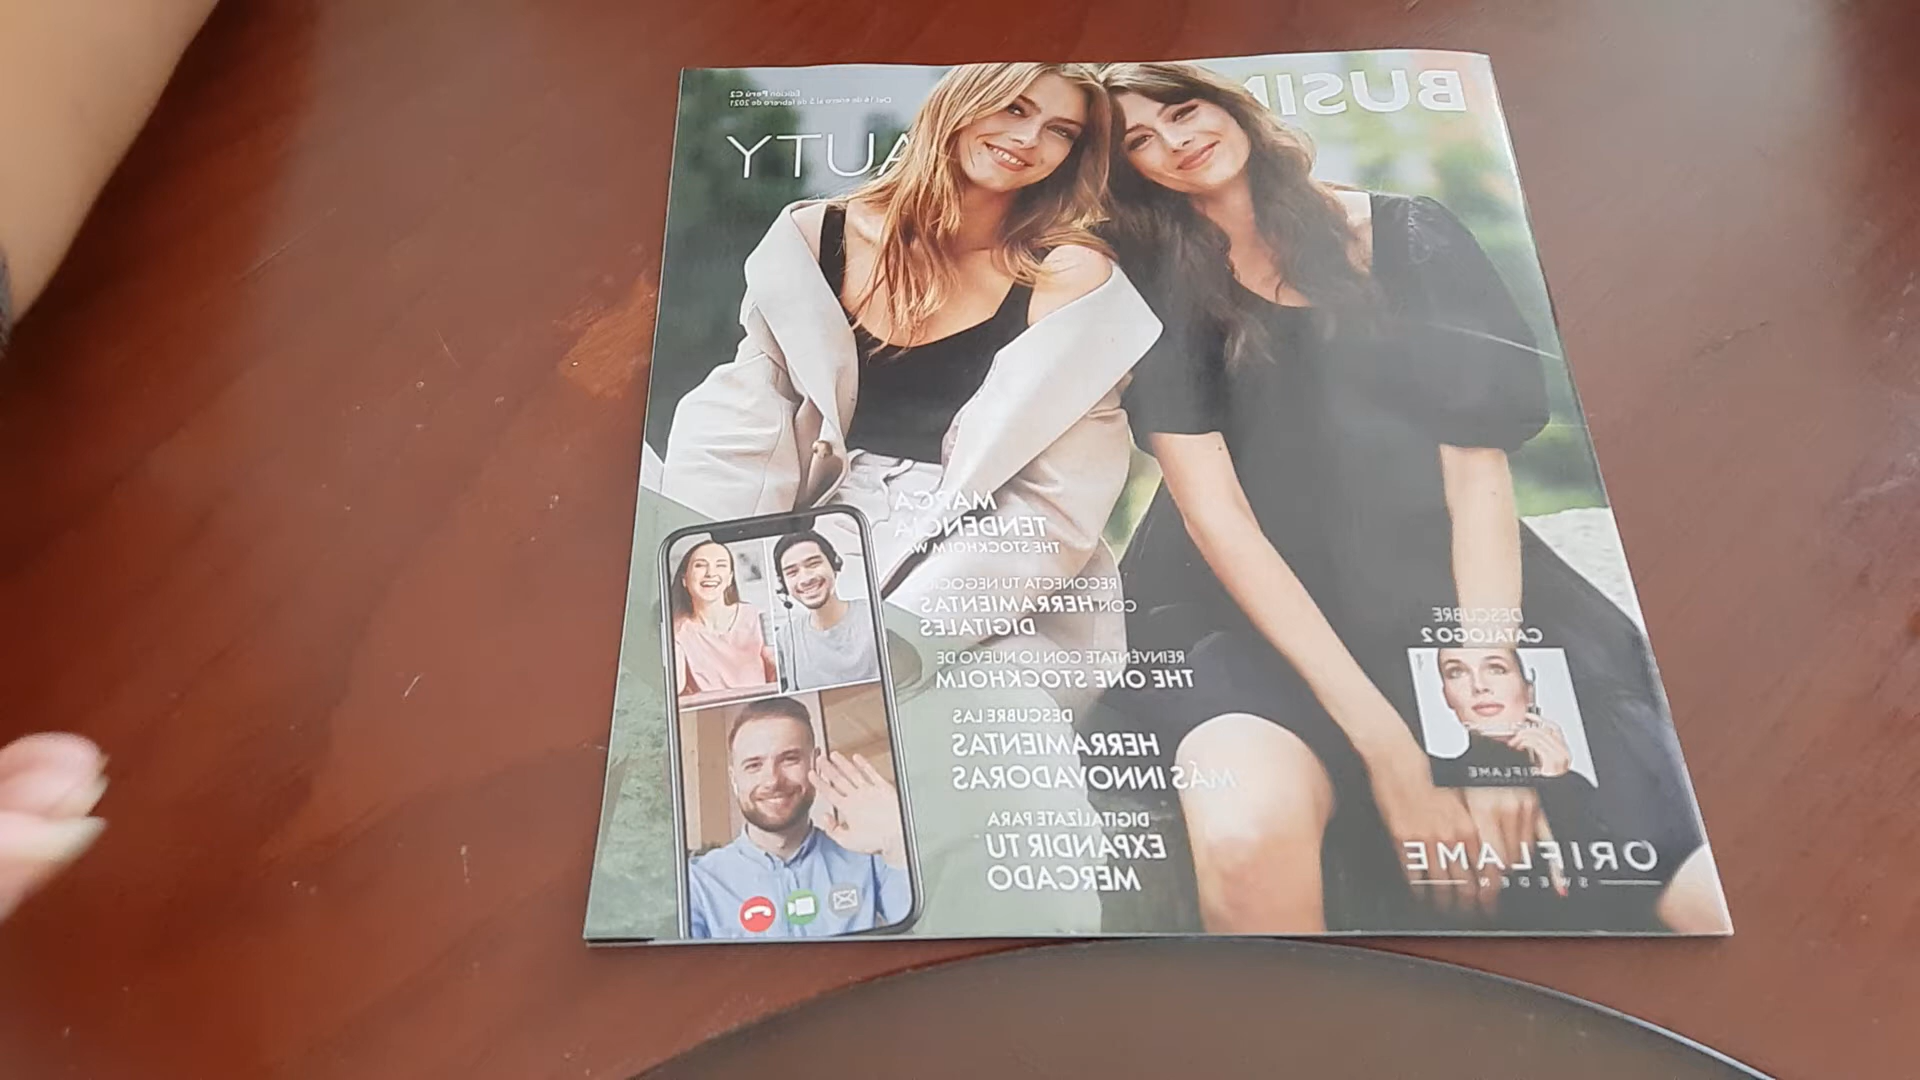 BUSI
AUTY
Edición Perú C2
Del 16 de enero al 5 de febrero de 2021
MARCA
TENDENCIA
THE STOCKHOLM WA
RECONECTA TU NEGOCI
CON HERRAMIENTAS
DIGITALES
REINVÉNTATE CON LO NUEVO DE
THE ONE STOCKHOLM
DESCUBRE LAS
HERRAMIENTAS
MÁS INNOVADORAS
DIGITALÍZATE PARA
EXPANDIR TU
MERCADO
DESCUBRE
CATÁLOGO 2
ORIFLAME
ORIFLAME
SWEDEN